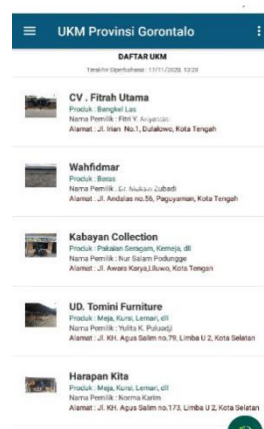 UKM Provinsi Gorontalo
DAFTAR UKM
Terakhir Diperbaharui : 17/11/2020, 10:28
CV . Fitrah Utama
Produk : Bengkel Las
Nama Pemilik : Fitri Y.
Alamat : Jl. Irian No.1, Dulalowo, Kota Tengah
Wahfidmar
Produk : Beras
Nama Pemilik : Zubadi
Alamat : Jl. Andalas no.56, Paguyaman, Kota Tengah
Kabayan Collection
Produk : Pakaian Seragam, Kemeja, dll
Nama Pemilik : Nur Salam Podungge
Alamat : Jl. Awara Karya,Liluwo, Kota Tengah
UD. Tomini Furniture
Produk : Meja, Kursi, Lemari, dll
Nama Pemilik : Yulita K. Puluadji
Alamat : Jl. KH. Agus Salim no.79, Limba U 2, Kota Selatan
Harapan Kita
Produk : Meja, Kursi, Lemari, dll
Nama Pemilik : Norma Karim
Alamat : Jl. KH. Agus Salim no.173, Limba U 2, Kota Selatan